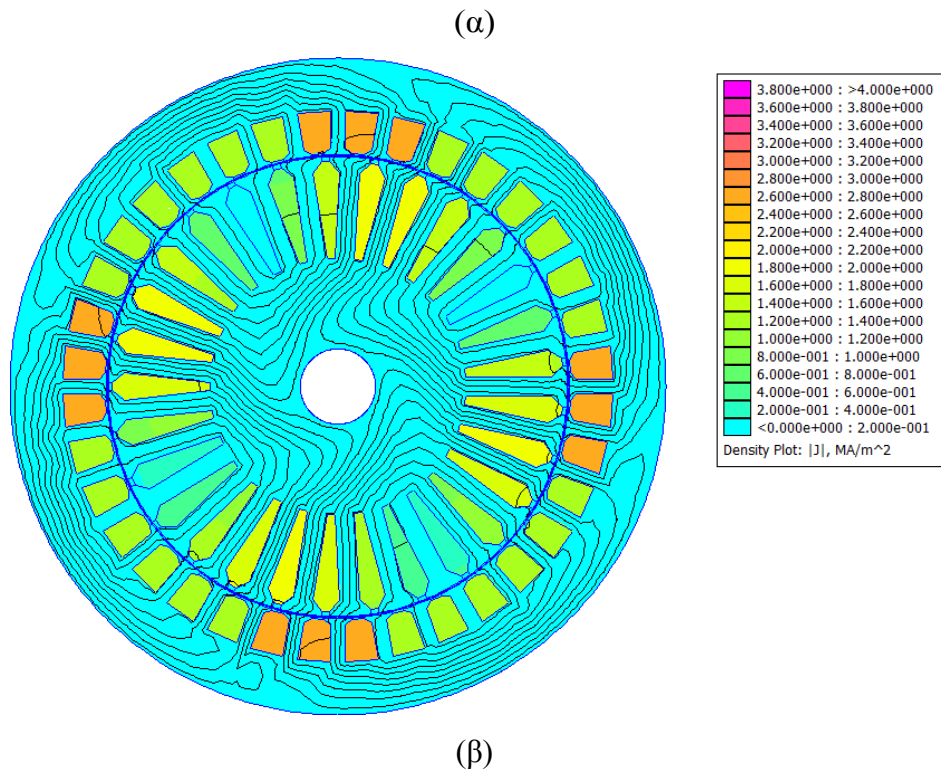 (α)
3.800e+000 : >4.000e+000
3.600e+000 : 3.800e+000
3.400e+000 : 3.600e+000
3.200e+000 : 3.400e+000
3.000e+000 : 3.200e+000
2.800e+000 : 3.000e+000
2.600e+000 : 2.800e+000
2.400e+000 : 2.600e+000
2.200e+000 : 2.400e+000
2.000e+000 : 2.200e+000
1.800e+000 : 2.000e+000
1.600e+000 : 1.800e+000
1.400e+000 : 1.600e+000
1.200e+000 : 1.400e+000
1.000e+000 : 1.200e+000
8.000e-001 : 1.000e+000
6.000e-001 : 8.000e-001
4.000e-001 : 6.000e-001
2.000e-001 : 4.000e-001
<0.000e+000 : 2.000e-001
Density Plot: |J|, MA/m^2
(β)